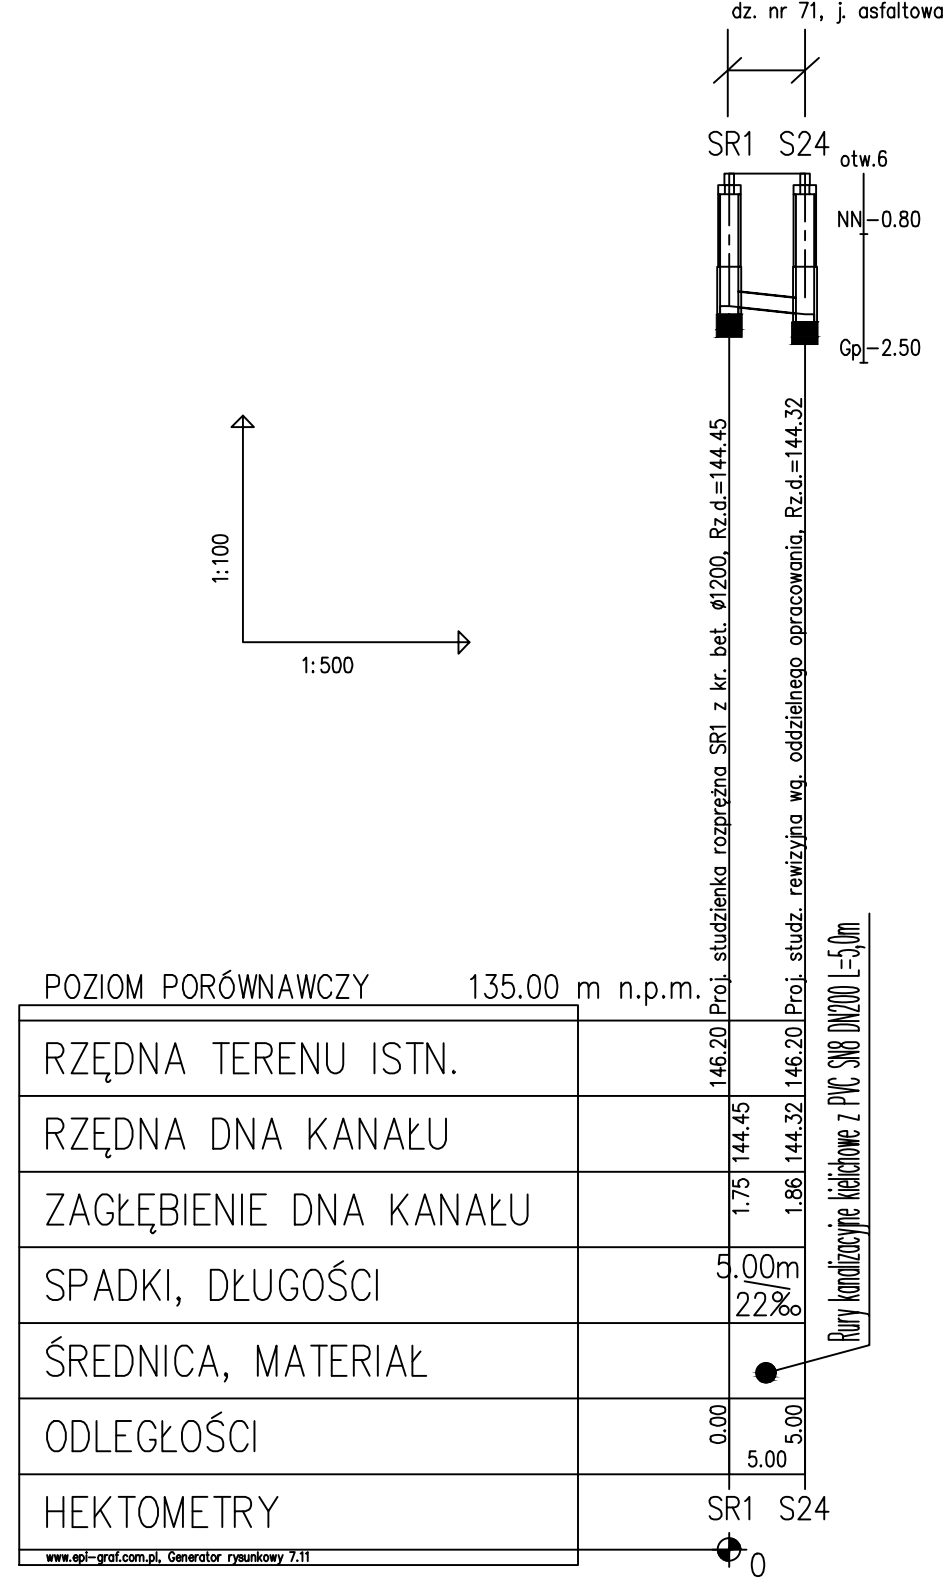 dz. nr 71, j. asfaltowa
SR1 S24
otw.6
NN -0.80
Gp -2.50
1:100
1:500
Proj. studzienka rozprężna SR1 z kr. bet. ø1200, Rz.d.=144.45
Proj. studz. rewizyjna wg. oddzielnego opracowania, Rz.d.=144.32
Rury kanalizacyjne kielichowe z PVC SN8 DN200 L=5,0m
POZIOM PORÓWNAWCZY 135.00 m n.p.m.
RZĘDNA TERENU ISTN. 146.20 146.20
RZĘDNA DNA KANAŁU 144.45 144.32
ZAGŁĘBIENIE DNA KANAŁU 1.75 1.86
SPADKI, DŁUGOŚCI 5.00m
22‰
ŚREDNICA, MATERIAŁ
ODLEGŁOŚCI 0.00 5.00
5.00
HEKTOMETRY SR1 S24
www.epi-graf.com.pl, Generator rysunkowy 7.11
0